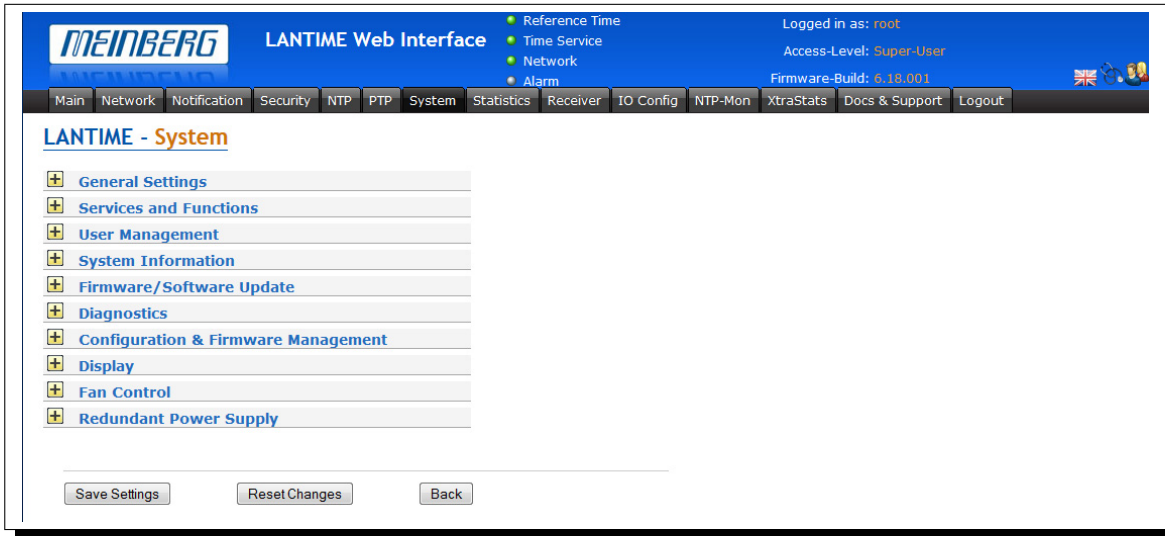 MEINBERG
LANTIME Web Interface
Reference Time
Time Service
Network
Alarm
Logged in as: root
Access-Level: Super-User
Firmware-Build: 6.18.001
Main Network Notification Security NTP PTP System Statistics Receiver IO Config NTP-Mon XtraStats Docs & Support Logout
LANTIME - System
General Settings
Services and Functions
User Management
System Information
Firmware/Software Update
Diagnostics
Configuration & Firmware Management
Display
Fan Control
Redundant Power Supply
Save Settings Reset Changes Back